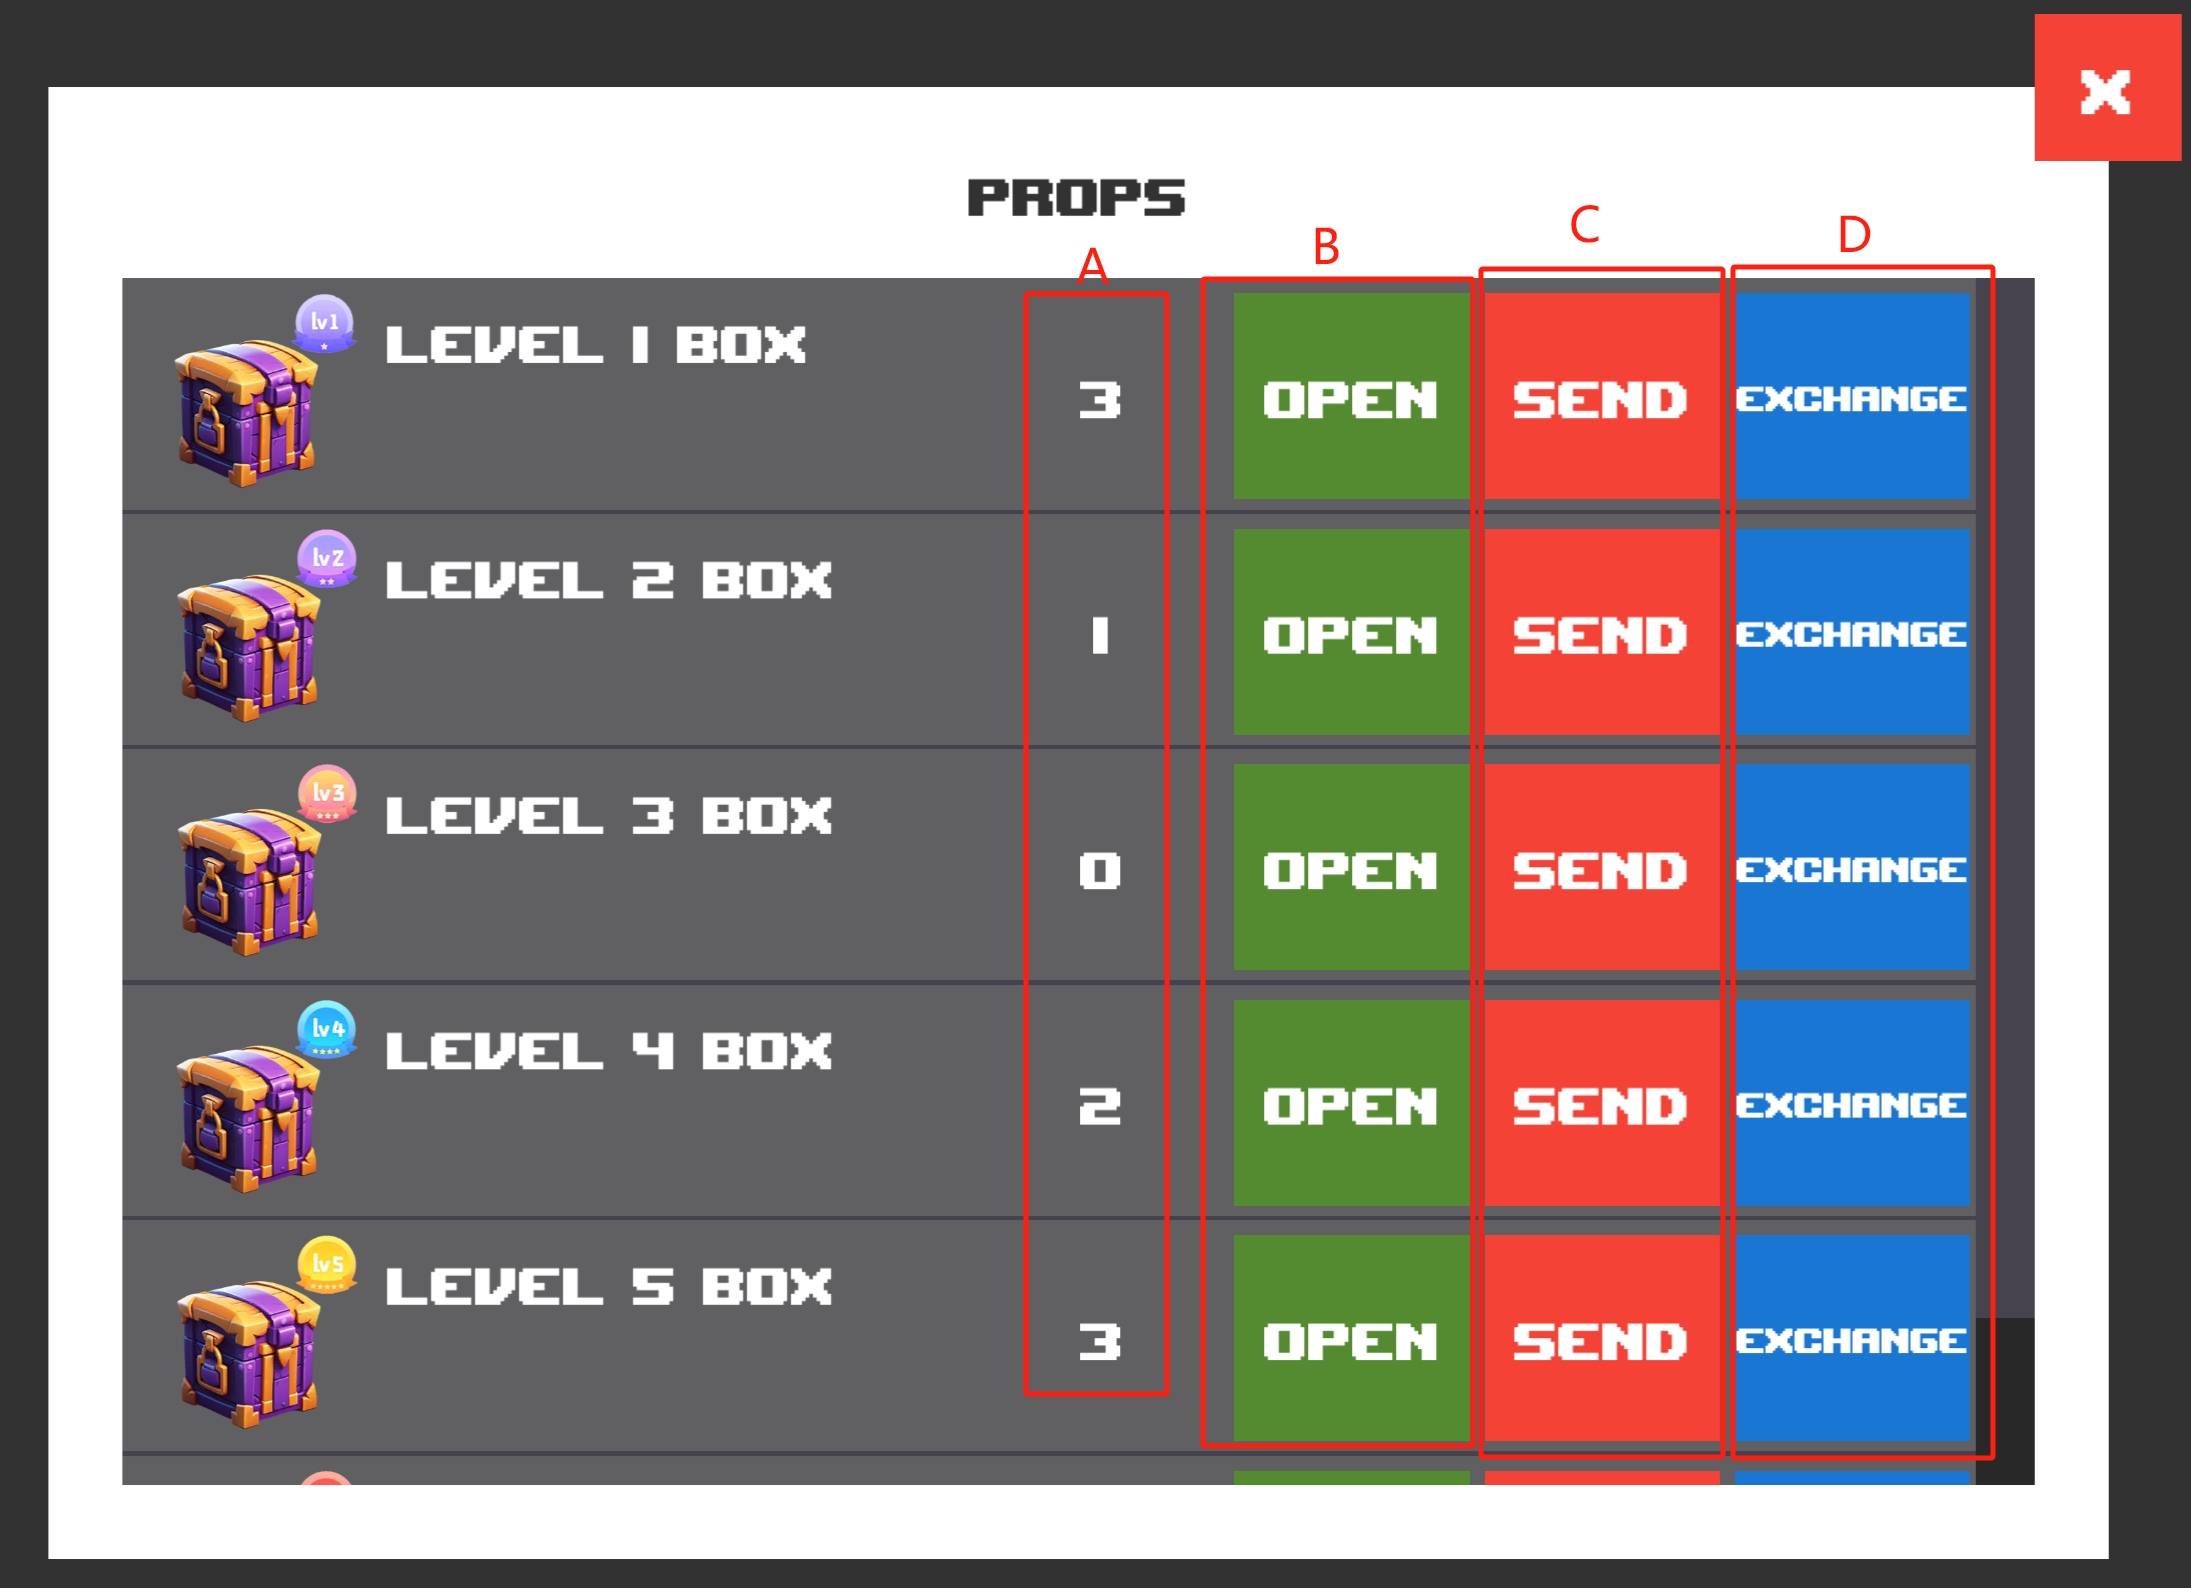 X
PROPS
A B C D
lv1
LEVEL 1 BOX
3 OPEN SEND EXCHANGE
lv2
LEVEL 2 BOX
1 OPEN SEND EXCHANGE
lv3
LEVEL 3 BOX
0 OPEN SEND EXCHANGE
lv4
LEVEL 4 BOX
2 OPEN SEND EXCHANGE
lv5
LEVEL 5 BOX
3 OPEN SEND EXCHANGE